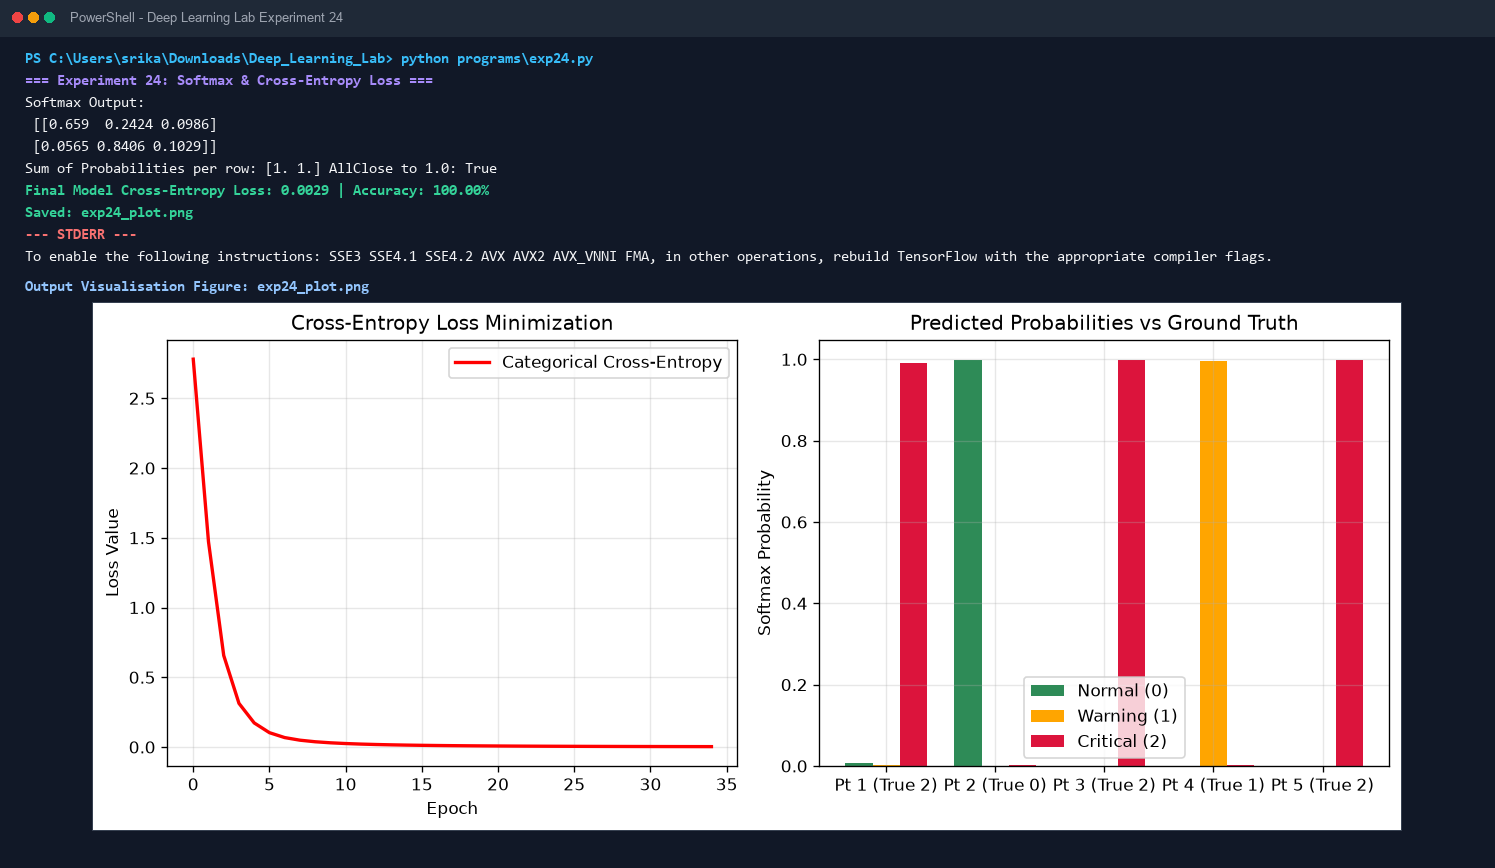 PowerShell - Deep Learning Lab Experiment 24
PS C:\Users\srika\Downloads\Deep_Learning_Lab> python programs\exp24.py
=== Experiment 24: Softmax & Cross-Entropy Loss ===
Softmax Output:
[[0.659  0.2424 0.0986]
[0.0565 0.8406 0.1029]]
Sum of Probabilities per row: [1. 1.] AllClose to 1.0: True
Final Model Cross-Entropy Loss: 0.0029 | Accuracy: 100.00%
Saved: exp24_plot.png
--- STDERR ---
To enable the following instructions: SSE3 SSE4.1 SSE4.2 AVX AVX2 AVX_VNNI FMA, in other operations, rebuild TensorFlow with the appropriate compiler flags.
Output Visualisation Figure: exp24_plot.png
Cross-Entropy Loss Minimization
Categorical Cross-Entropy
Loss Value
2.5
2.0
1.5
1.0
0.5
0.0
0 5 10 15 20 25 30 35
Epoch
Predicted Probabilities vs Ground Truth
Softmax Probability
1.0
0.8
0.6
0.4
0.2
0.0
Normal (0)
Warning (1)
Critical (2)
Pt 1 (True 2) Pt 2 (True 0) Pt 3 (True 2) Pt 4 (True 1) Pt 5 (True 2)